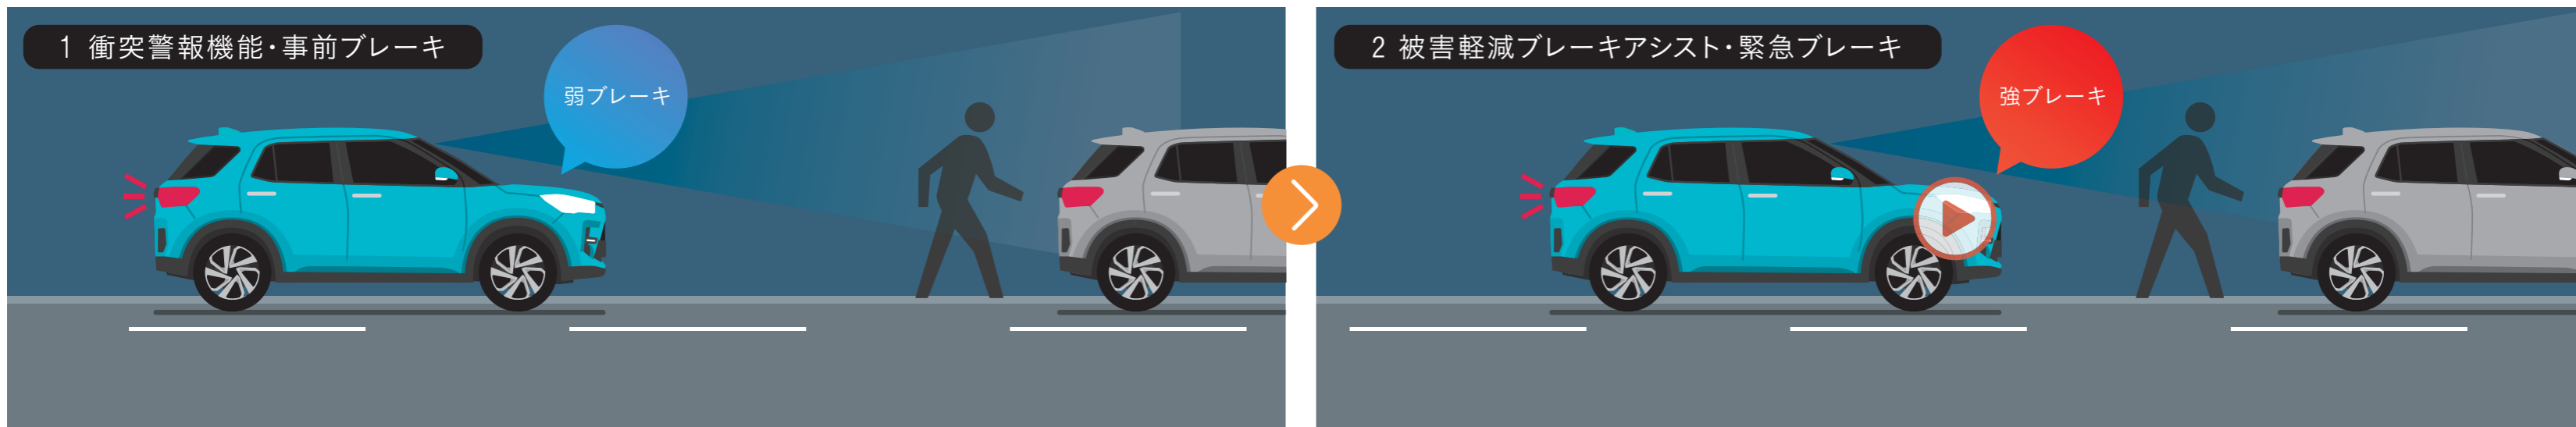 1 衝突警報機能・事前ブレーキ
弱ブレーキ
2 被害軽減ブレーキアシスト・緊急ブレーキ
強ブレーキ